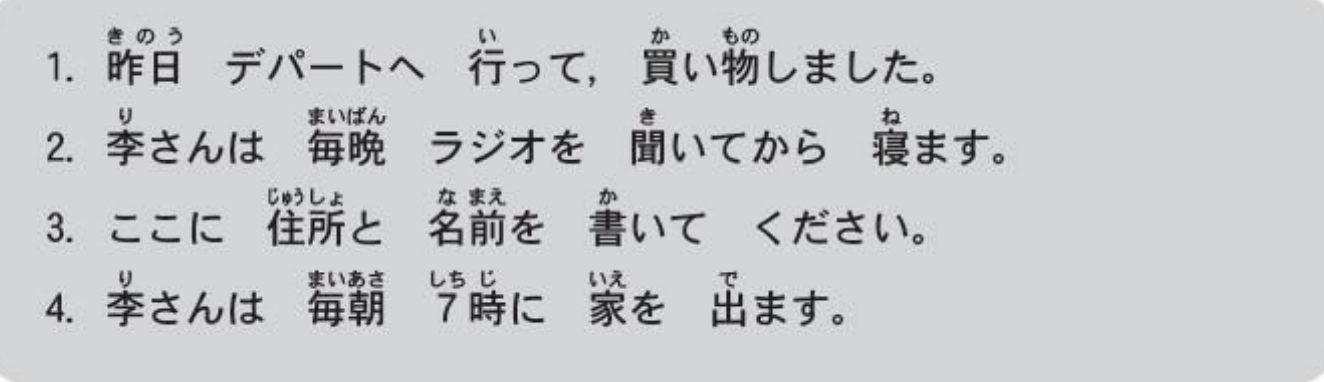 1. 昨日　デパートへ　行って，買い物しました。
2. 李さんは　毎晩　ラジオを　聞いてから　寝ます。
3. ここに　住所と　名前を　書いて　ください。
4. 李さんは　毎朝　7時に　家を　出ます。